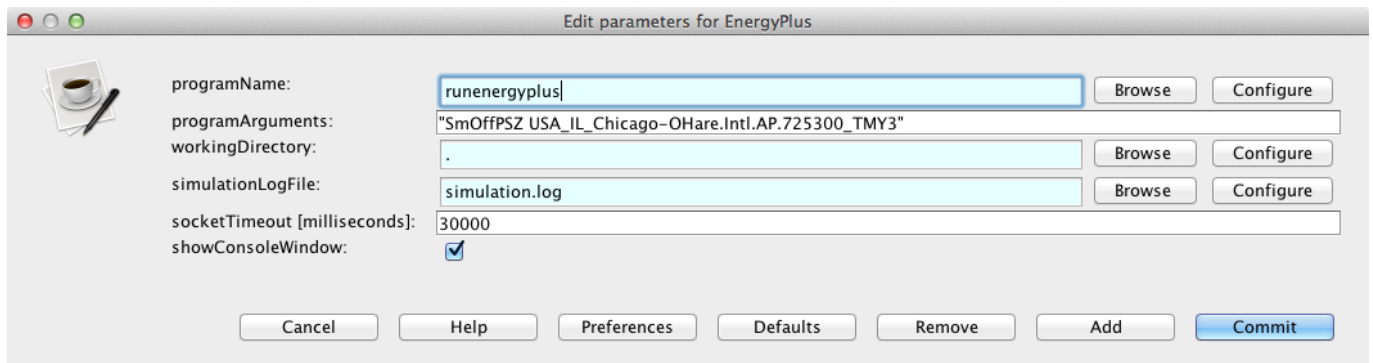 Edit parameters for EnergyPlus
programName: runenergyplus Browse Configure
programArguments: "SmOffPSZ USA_IL_Chicago-OHare.Intl.AP.725300_TMY3"
workingDirectory: . Browse Configure
simulationLogFile: simulation.log Browse Configure
socketTimeout [milliseconds]: 30000
showConsoleWindow:
Cancel Help Preferences Defaults Remove Add Commit